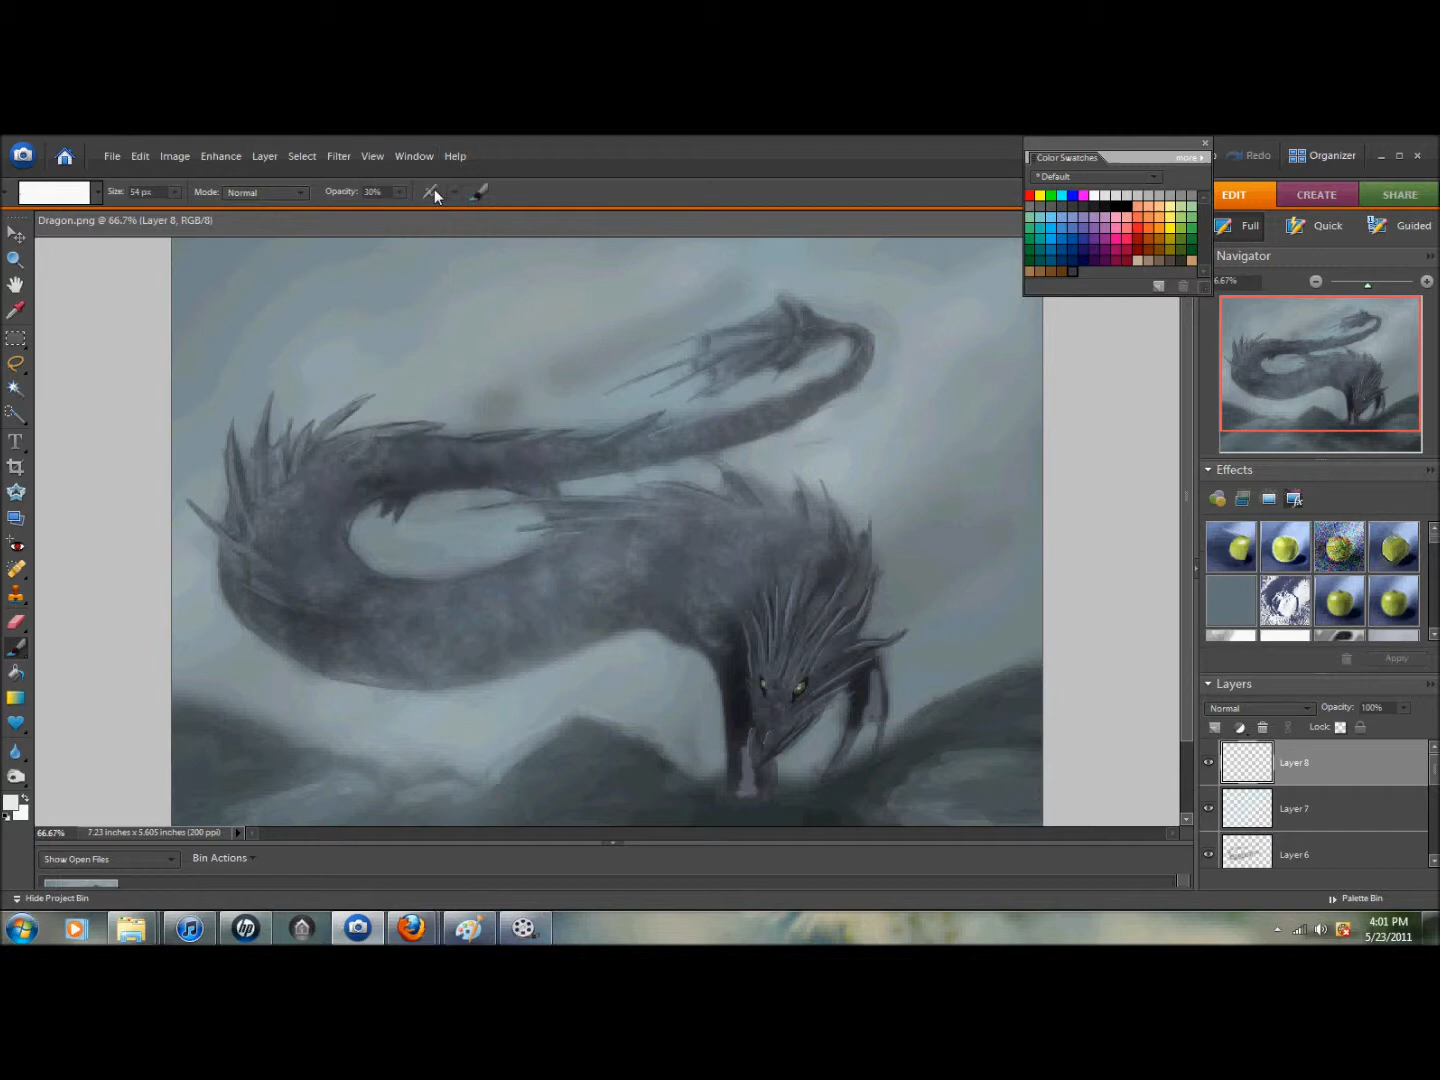 File Edit Image Enhance Layer Select Filter View Window Help
Redo Organizer
Color Swatches more
* Default
Size: 54 px Mode: Normal Opacity: 30%
EDIT CREATE SHARE
Dragon.png @ 66.7% (Layer 8, RGB/8)
Full Quick Guided
Navigator
6.67%
Effects
Apply
Layers
Normal Opacity: 100%
Lock:
Layer 8
Layer 7
Layer 6
66.67% 7.23 inches x 5.605 inches (200 ppi)
Show Open Files Bin Actions
Hide Project Bin Palette Bin
4:01 PM
5/23/2011